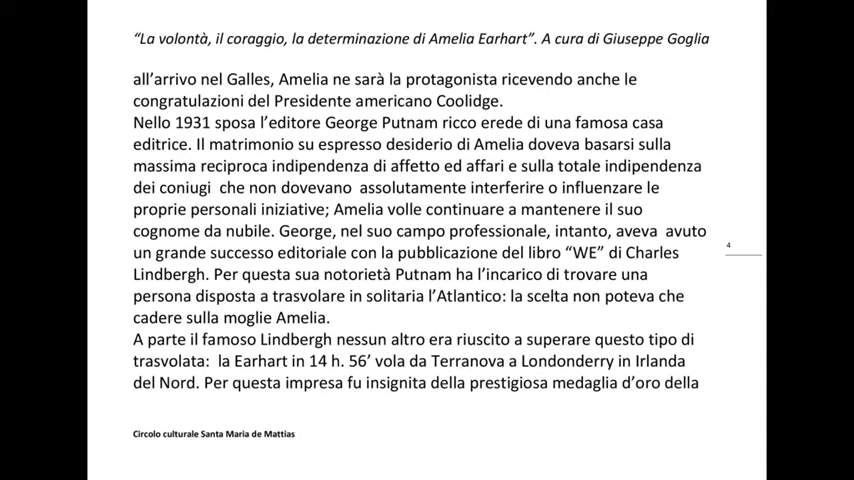 “La volontà, il coraggio, la determinazione di Amelia Earhart”. A cura di Giuseppe Goglia
all’arrivo nel Galles, Amelia ne sarà la protagonista ricevendo anche le
congratulazioni del Presidente americano Coolidge.
Nello 1931 sposa l’editore George Putnam ricco erede di una famosa casa
editrice. Il matrimonio su espresso desiderio di Amelia doveva basarsi sulla
massima reciproca indipendenza di affetto ed affari e sulla totale indipendenza
dei coniugi  che non dovevano  assolutamente interferire o influenzare le
proprie personali iniziative; Amelia volle continuare a mantenere il suo
cognome da nubile. George, nel suo campo professionale, intanto, aveva  avuto
un grande successo editoriale con la pubblicazione del libro “WE” di Charles
Lindbergh. Per questa sua notorietà Putnam ha l’incarico di trovare una
persona disposta a trasvolare in solitaria l’Atlantico: la scelta non poteva che
cadere sulla moglie Amelia.
A parte il famoso Lindbergh nessun altro era riuscito a superare questo tipo di
trasvolata:  la Earhart in 14 h. 56’ vola da Terranova a Londonderry in Irlanda
del Nord. Per questa impresa fu insignita della prestigiosa medaglia d’oro della
4
Circolo culturale Santa Maria de Mattias